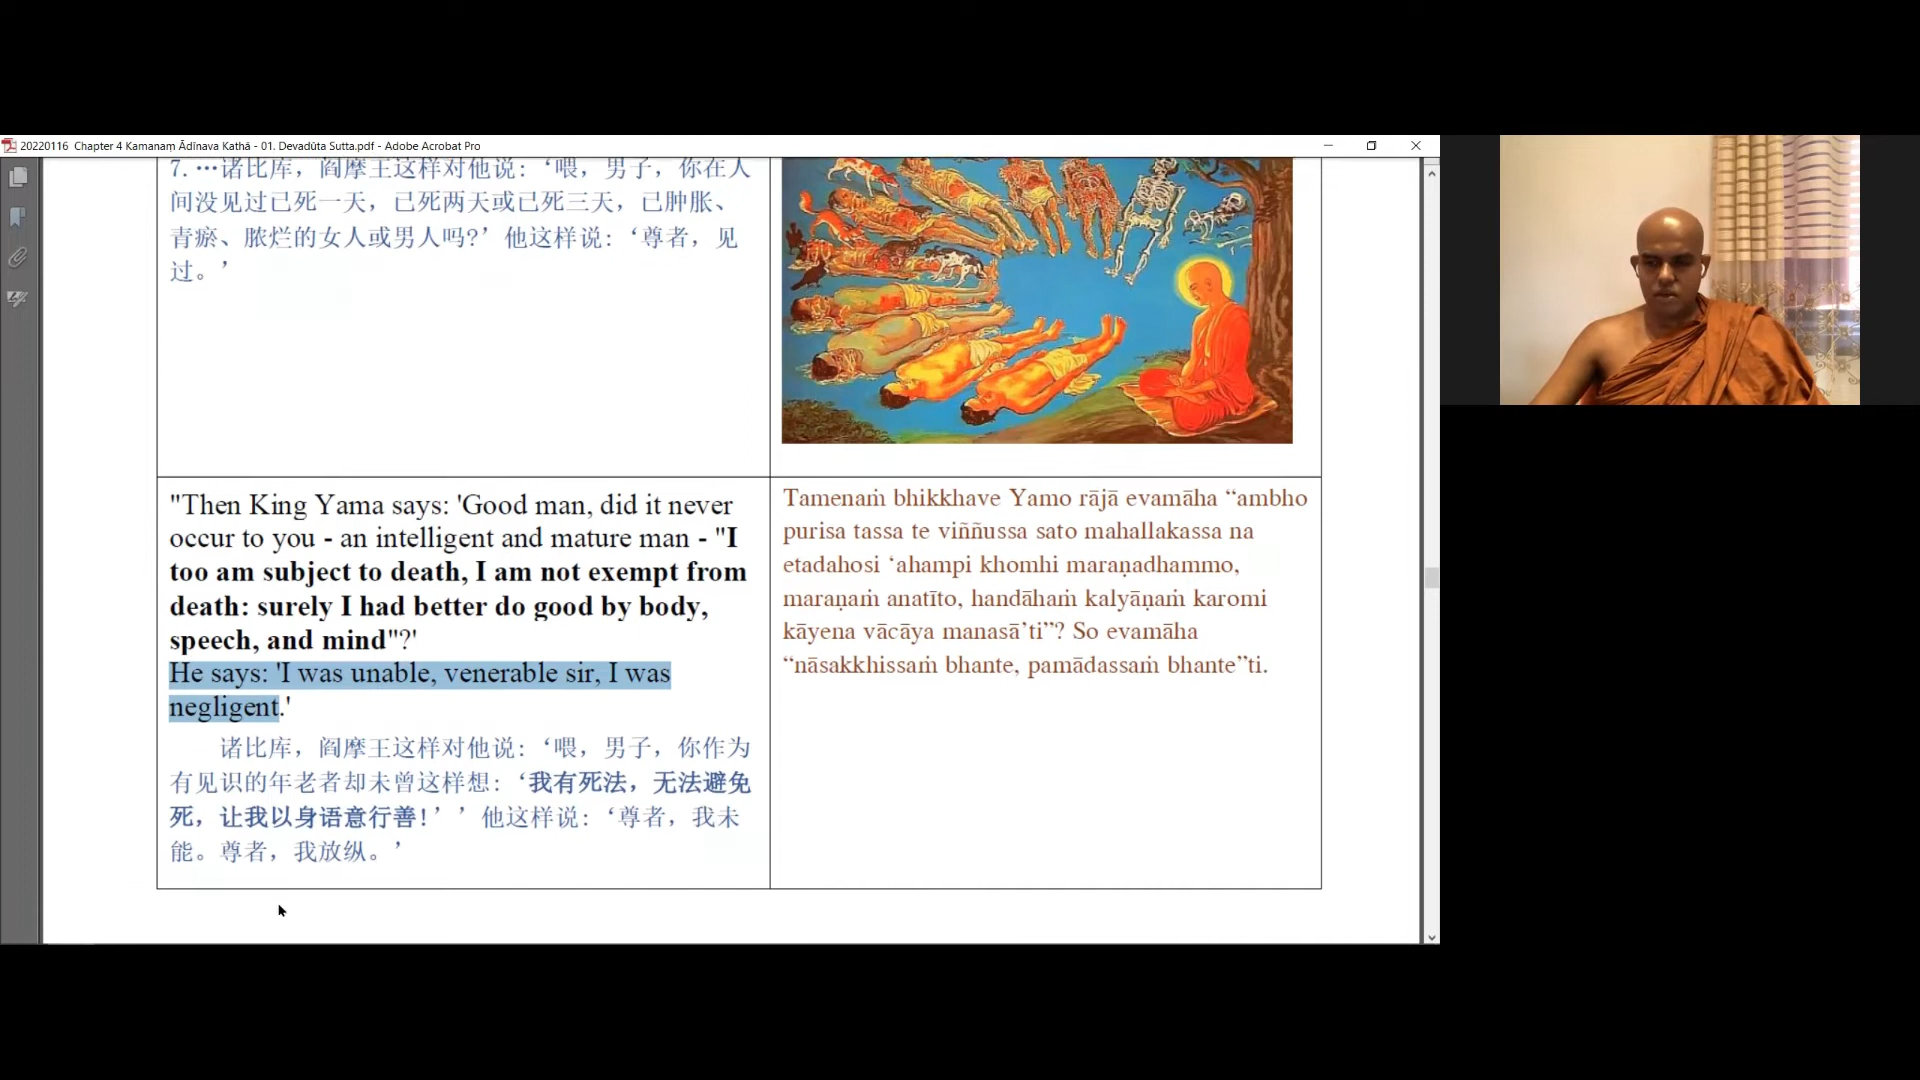 20220116 Chapter 4 Kamanaṃ Ādīnava Kathā - 01. Devadūta Sutta.pdf - Adobe Acrobat Pro
7. …诸比库，阎摩王这样对他说：‘喂，男子，你在人
间没见过已死一天，已死两天或已死三天，已肿胀、
青瘀、脓烂的女人或男人吗?’他这样说：‘尊者，见
过。’
"Then King Yama says: 'Good man, did it never
occur to you - an intelligent and mature man - "I
too am subject to death, I am not exempt from
death: surely I had better do good by body,
speech, and mind"?'
He says: 'I was unable, venerable sir, I was
negligent.'
诸比库，阎摩王这样对他说：‘喂，男子，你作为
有见识的年老者却未曾这样想：‘我有死法，无法避免
死，让我以身语意行善!’’他这样说：‘尊者，我未
能。尊者，我放纵。’
Tamenaṁ bhikkhave Yamo rājā evamāha “ambho
purisa tassa te viññussa sato mahallakassa na
etadahosi ‘ahampi khomhi maraṇadhammo,
maraṇaṁ anatīto, handāhaṁ kalyāṇaṁ karomi
kāyena vācāya manasā’ti”? So evamāha
“nāsakkhissaṁ bhante, pamādassaṁ bhante”ti.